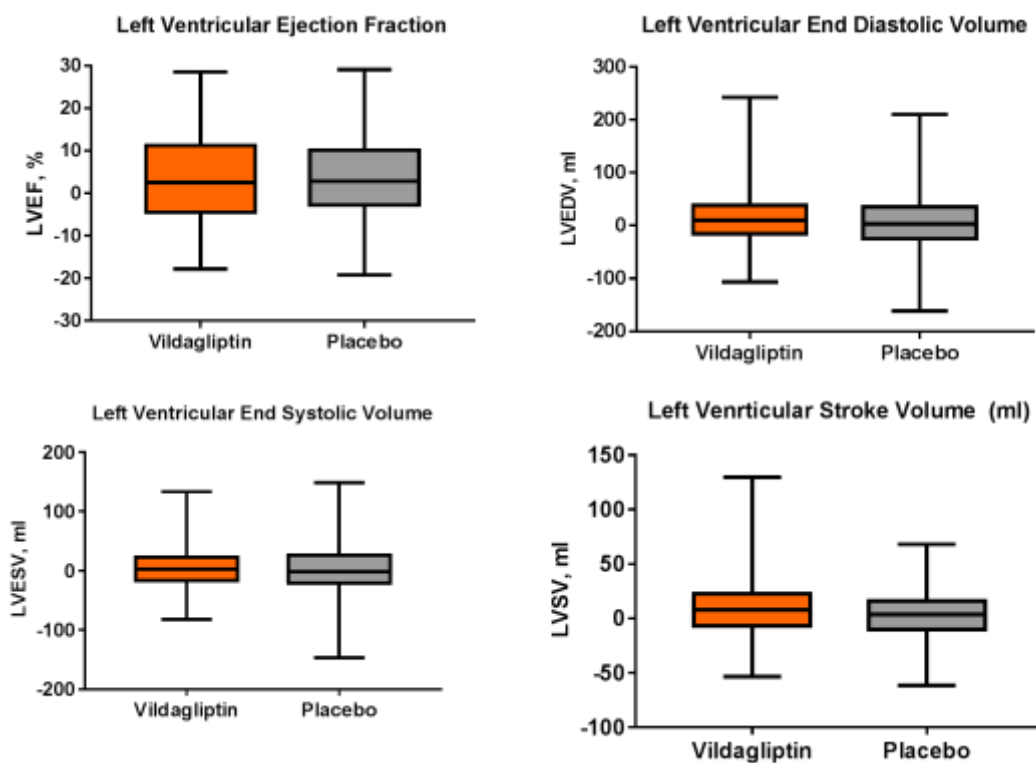 Left Ventricular Ejection Fraction
30
20
10
0
-10
-20
-30
LVEF, %
Vildagliptin Placebo
Left Ventricular End Diastolic Volume
300
200
100
0
-100
-200
LVEDV, ml
Vildagliptin Placebo
Left Ventricular End Systolic Volume
200
100
0
-100
-200
LVESV, ml
Vildagliptin Placebo
Left Venrticular Stroke Volume (ml)
150
100
50
0
-50
-100
LVSV, ml
Vildagliptin Placebo